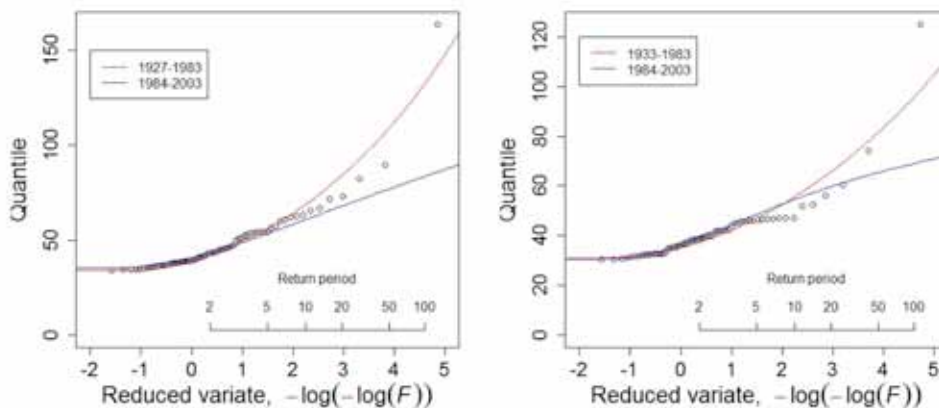 1927-1983
1984-2003
Quantile
0
50
100
150
Return period
2 5 10 20 50 100
-2 -1 0 1 2 3 4 5
Reduced variate, −log(−log(F))
1933-1983
1984-2003
Quantile
0
20
40
60
80
100
120
Return period
2 5 10 20 50 100
-2 -1 0 1 2 3 4 5
Reduced variate, −log(−log(F))